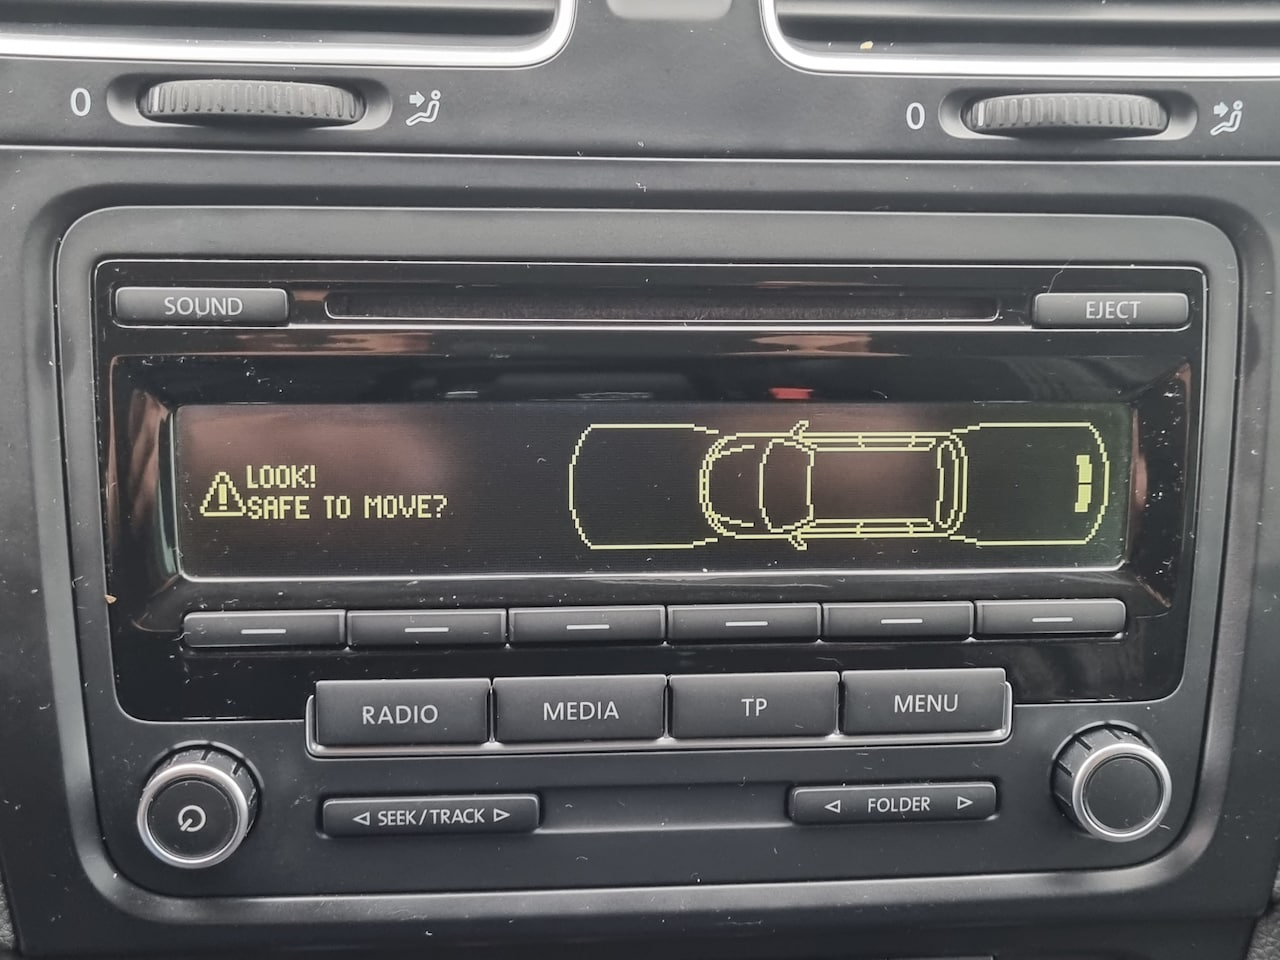 0
0
SOUND
EJECT
LOOK!
SAFE TO MOVE?
RADIO
MEDIA
TP
MENU
SEEK/TRACK
FOLDER